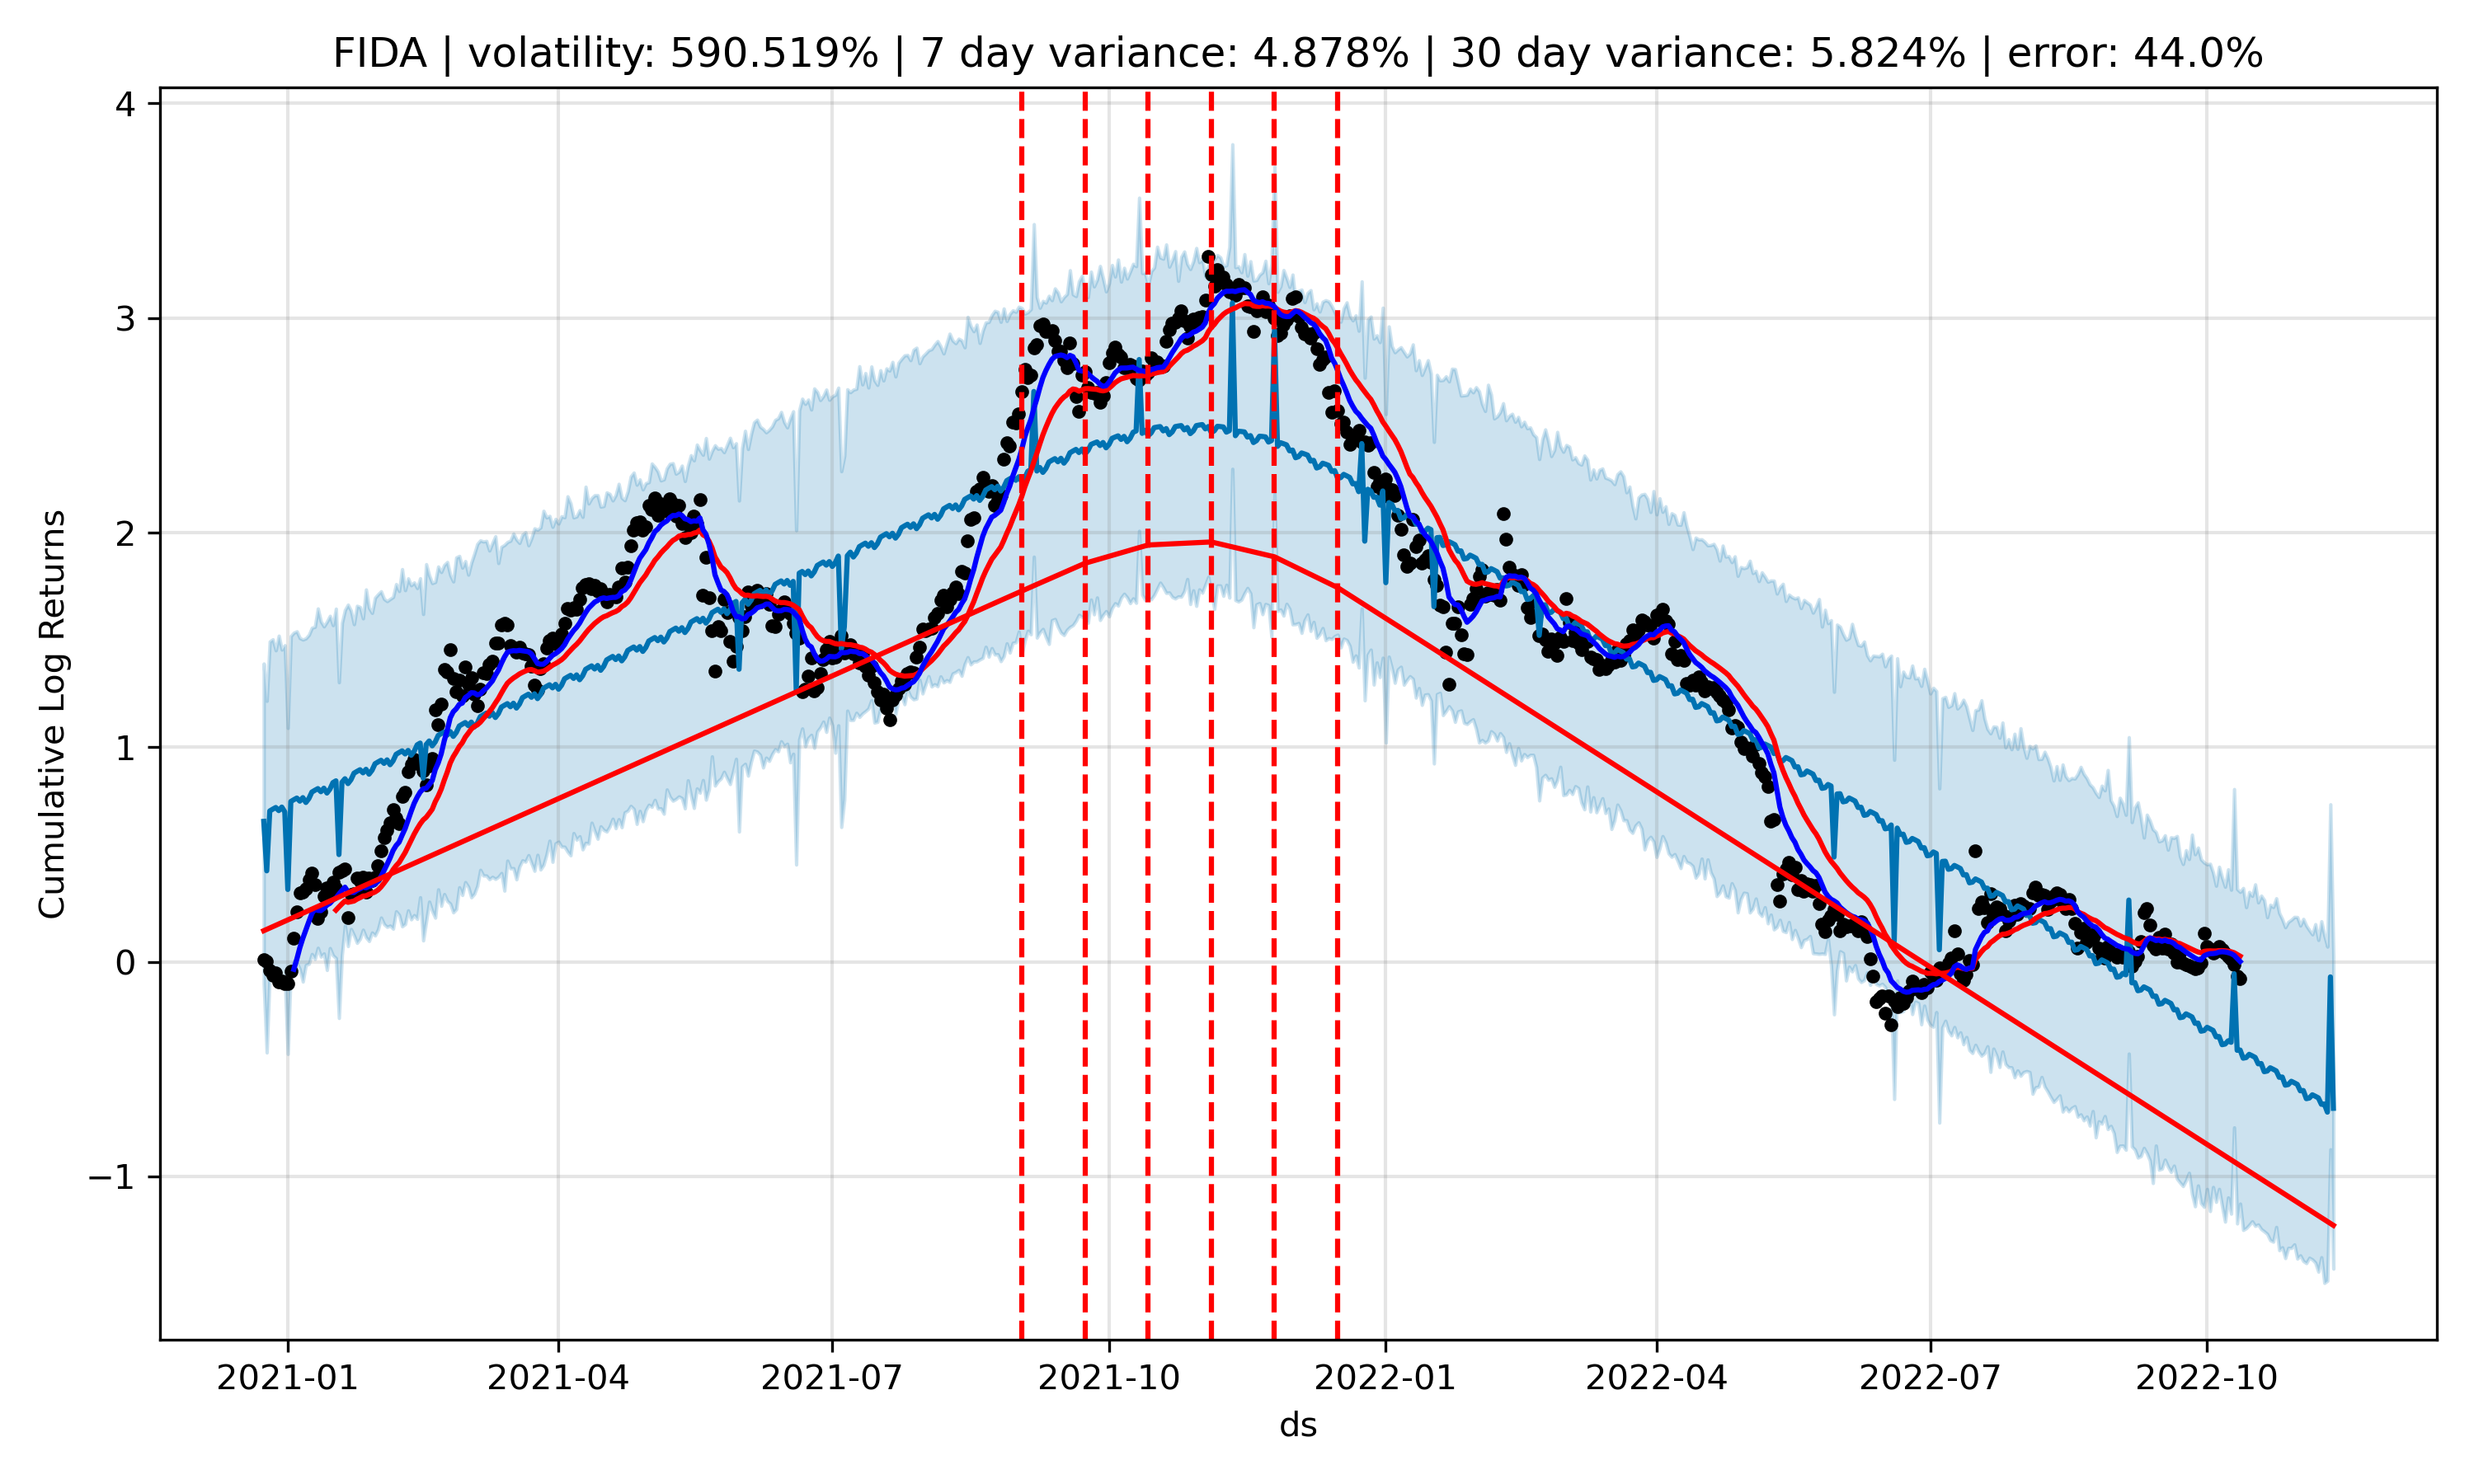 FIDA | volatility: 590.519% | 7 day variance: 4.878% | 30 day variance: 5.824% | error: 44.0%
4
3
2
1
0
−1
Cumulative Log Returns
2021-01 2021-04 2021-07 2021-10 2022-01 2022-04 2022-07 2022-10
ds